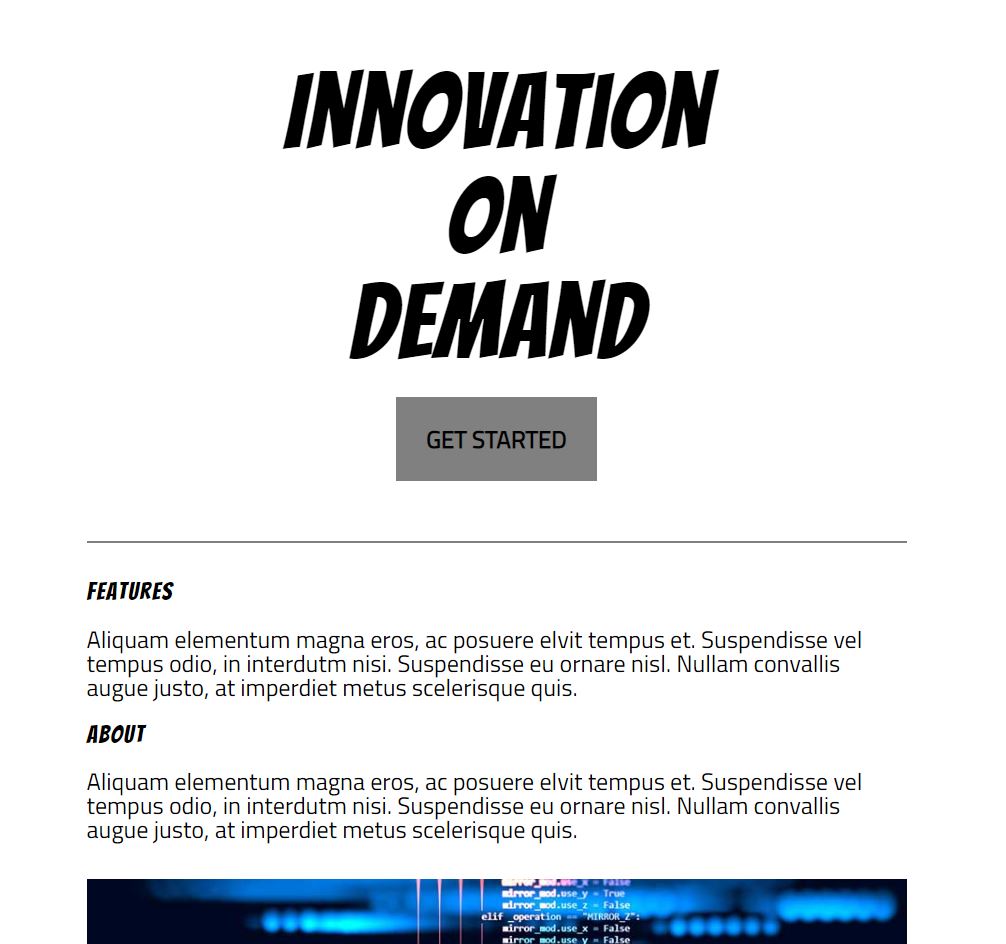 INNOVATION
ON
DEMAND
GET STARTED
FEATURES
Aliquam elementum magna eros, ac posuere elvit tempus et. Suspendisse vel
tempus odio, in interdutm nisi. Suspendisse eu ornare nisl. Nullam convallis
augue justo, at imperdiet metus scelerisque quis.
ABOUT
Aliquam elementum magna eros, ac posuere elvit tempus et. Suspendisse vel
tempus odio, in interdutm nisi. Suspendisse eu ornare nisl. Nullam convallis
augue justo, at imperdiet metus scelerisque quis.
mirror_mod.use_x = False
mirror_mod.use_y = True
mirror_mod.use_z = False
elif _operation == "MIRROR_Z":
mirror_mod.use_x = False
mirror_mod.use_y = False